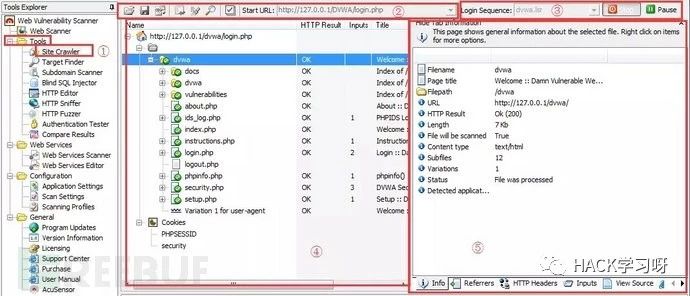 Tools Explorer
Web Vulnerability Scanner
Web Scanner
Tools
Site Crawler
①
Target Finder
Subdomain Scanner
Blind SQL Injector
HTTP Editor
HTTP Sniffer
HTTP Fuzzer
Authentication Tester
Compare Results
Web Services
Web Services Scanner
Web Services Editor
Configuration
Application Settings
Scan Settings
Scanning Profiles
General
Program Updates
Version Information
Licensing
Support Center
Purchase
User Manual
AcuSensor
Start URL: http://127.0.0.1/DVWA/login.php
②
Login Sequence: dvwa.lsr
③
Pause
Name HTTP Result Inputs Title
http://127.0.0.1/DVWA/login.php
/
dvwa OK Welcome ::
docs OK Index of /
dvwa OK Index of /
vulnerabilities OK Index of /
about.php OK About :: D
ids_log.php OK 1 PHPIDS Lo
index.php OK Welcome ::
instructions.php OK 1 Instruction
login.php OK 2 Login :: Da
logout.php OK
phpinfo.php OK 1 phpinfo()
security.php OK 3 DVWA Sec
setup.php OK 1 Setup :: D
Variation 1 for user-agent OK Welcome ::
Cookies
PHPSESSID
security
④
Hide Tab Information
This page shows general information about the selected file. Right click on items for more options.
Filename dvwa
Page title Welcome :: Damn Vulnerable We...
Filepath /dvwa
URL http://127.0.0.1/dvwa/
HTTP Result Ok (200)
Length 7 Kb
File will be scanned True
Content type text/html
Subfiles 12
Variations 1
Status File was processed
Detected applicat...
⑤
HACK学习呀
Info Referrers HTTP Headers Inputs View Source
REEBUF